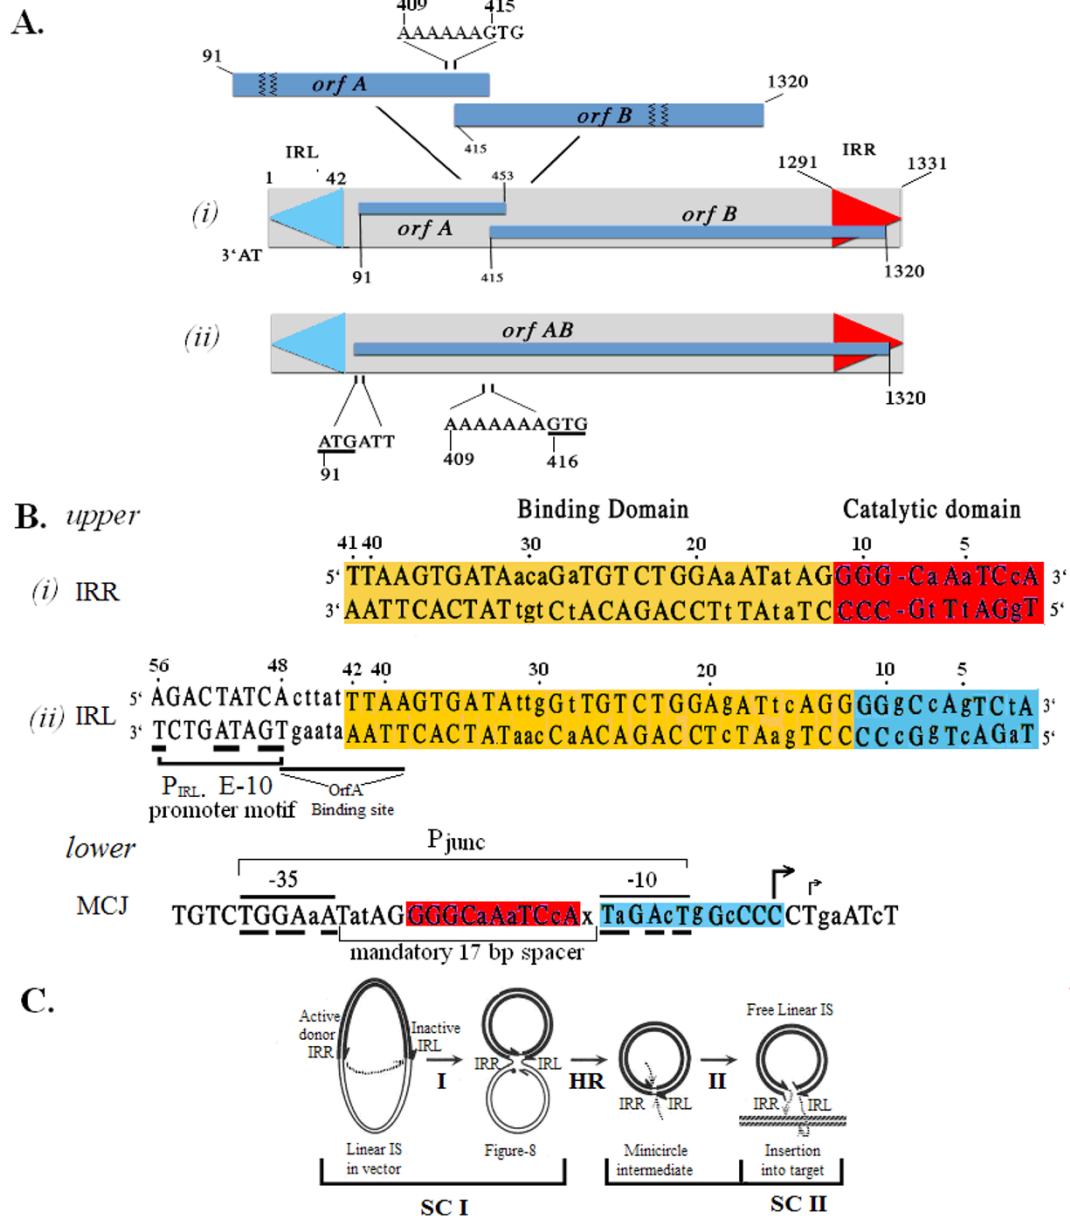 A.
409 415
AAAAAAGTG
91
orf A
1320
orf B
415
IRL
IRR
1 42
453
1291 1331
(i)
orf A
orf B
3‘AT
91
415
1320
(ii)
orf AB
1320
ATGATT
91
AAAAAAAGTG
409 416
B. upper
Binding Domain Catalytic domain
41 40 30 20 10 5
(i) IRR
5‘ TTAAGTGATAacaGaTGTCTGGAaATatAGGGG-CaAaTCcA 3‘
3‘ AATTCACTATtgtCtACAGACCTtTAtaTCCCC-GtTtAGgT 5‘
56 48 42 40 30 20 10 5
(ii) IRL
5‘ AGACTATCActtatTTAAGTGATAttgGttTGTCTGGAgATtcAGGGGgCcAgTCtA 3‘
3‘ TCTGATAGTgaataAATTCACTATaacCaACAGACCTcTAagTCCCCcGgTcAGaT 5‘
PIRL. E-10
promoter motif
OrfA
Binding site
lower
Pjunc
-35 -10
MCJ
TGTCTGGAaATatAGGGGCaAaTCcAxTaGAcTgGcCCCCTgaATcT
mandatory 17 bp spacer
C.
Active
donor
IRR
Inactive
IRL
I
IRR IRL
HR
IRR IRL
II
Free Linear IS
IRR IRL
Linear IS
in vector
Figure-8
Minicircle
intermediate
Insertion
into target
SC I
SC II